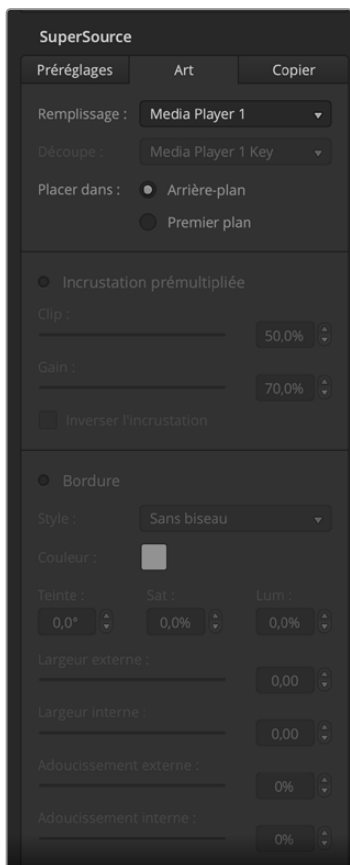 SuperSource
Préréglages Art Copier
Remplissage : Media Player 1
Découpe : Media Player 1 Key
Placer dans : Arrière-plan
Premier plan
Incrustation prémultipliée
Clip :
50,0%
Gain :
70,0%
Inverser l'incrustation
Bordure
Style : Sans biseau
Couleur :
Teinte : Sat : Lum :
0,0° 0,0% 0,0%
Largeur externe :
0,00
Largeur interne :
0,00
Adoucissement externe :
0%
Adoucissement interne :
0%